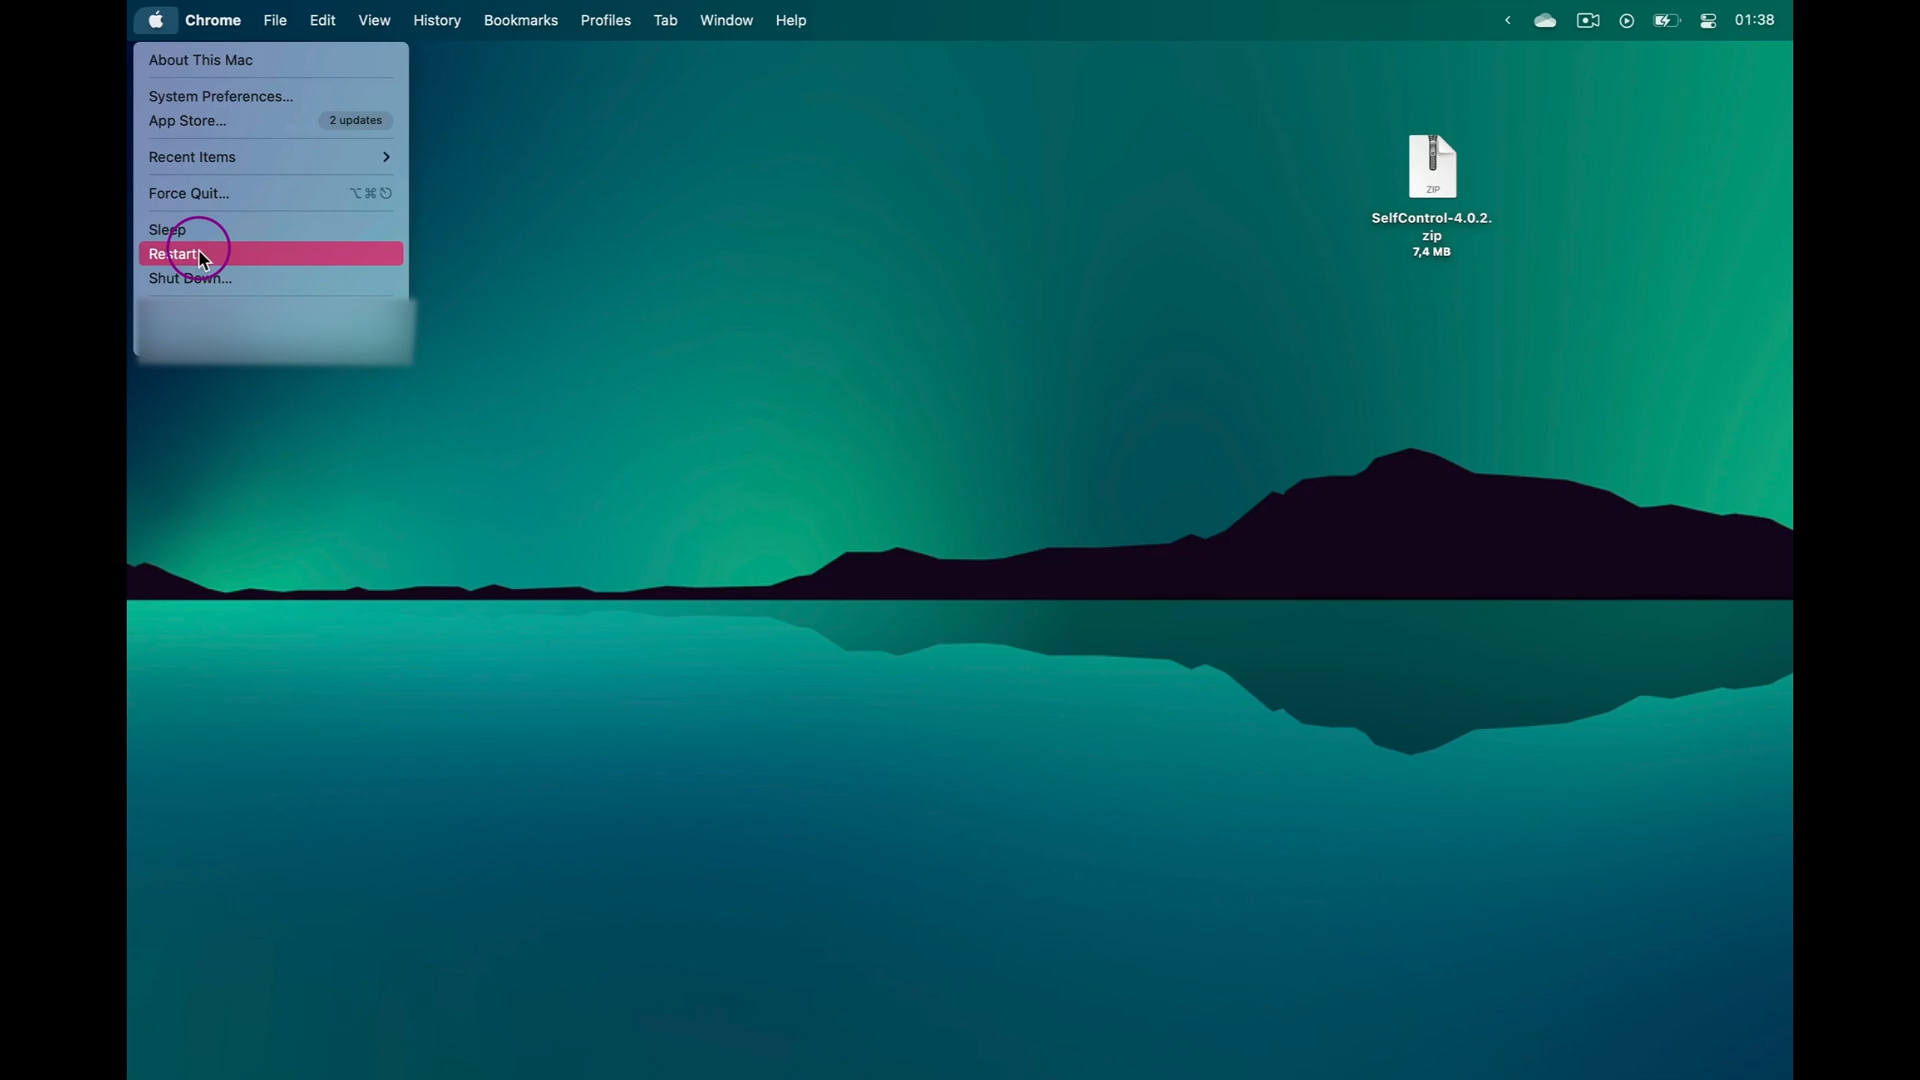 Chrome File Edit View History Bookmarks Profiles Tab Window Help 01:38
About This Mac
System Preferences...
App Store... 2 updates
Recent Items
Force Quit... ⌥⌘⎋
Sleep
Restart
Shut Down...
ZIP
SelfControl-4.0.2.
zip
7,4 MB